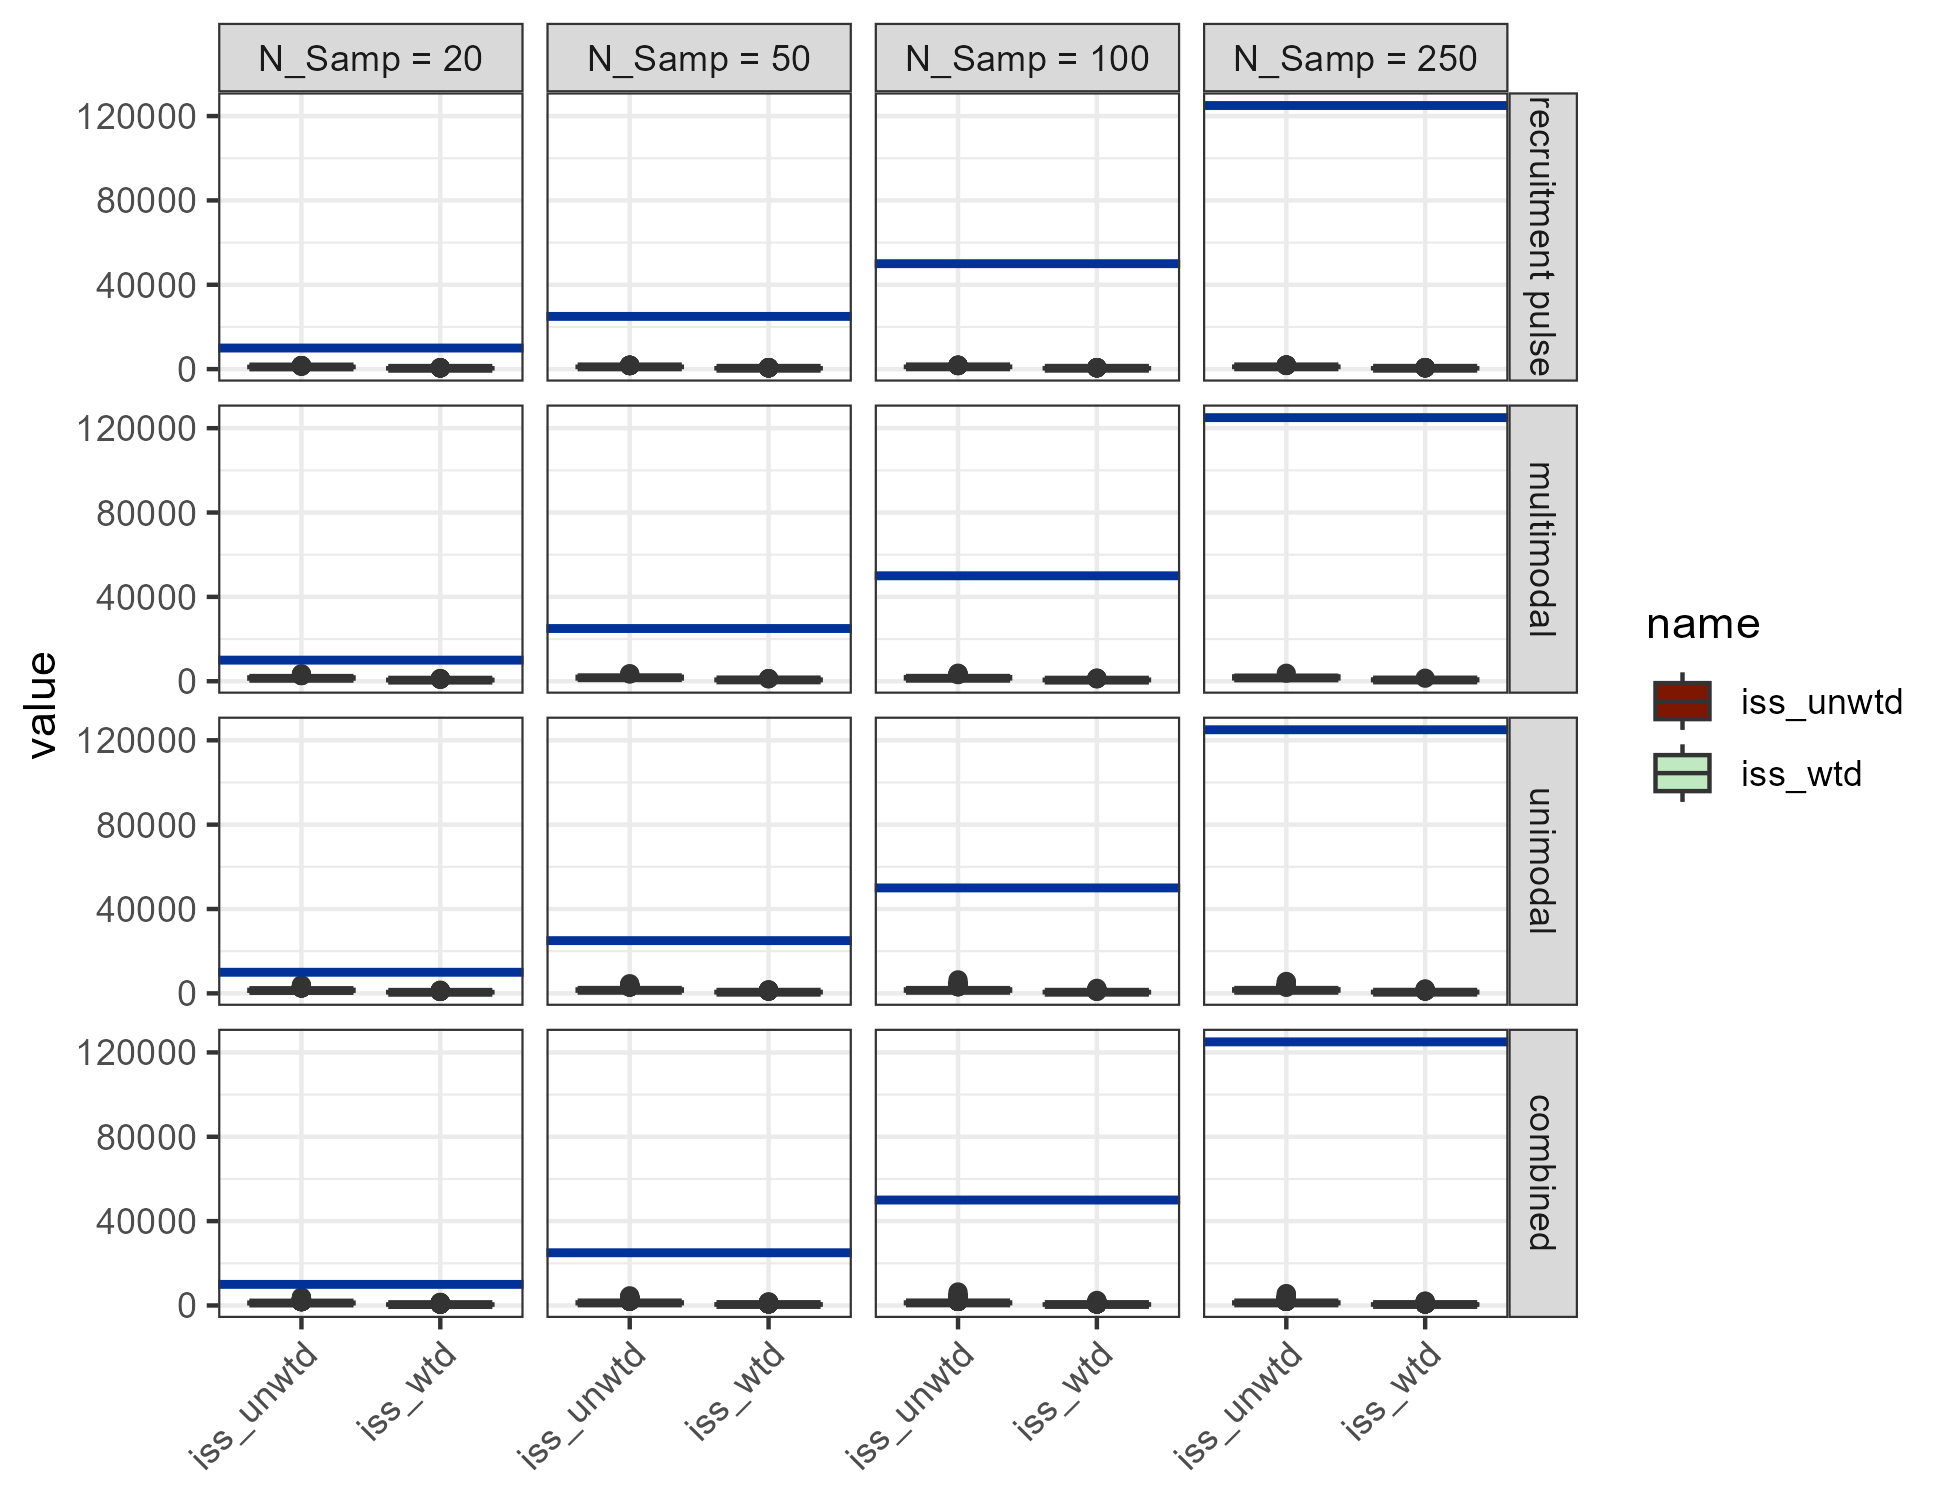 N_Samp = 20
N_Samp = 50
N_Samp = 100
N_Samp = 250
120000
80000
40000
0
recruitment pulse
120000
80000
40000
0
multimodal
120000
80000
40000
0
unimodal
120000
80000
40000
0
combined
value
iss_unwtd
iss_wtd
iss_unwtd
iss_wtd
iss_unwtd
iss_wtd
iss_unwtd
iss_wtd
name
iss_unwtd
iss_wtd